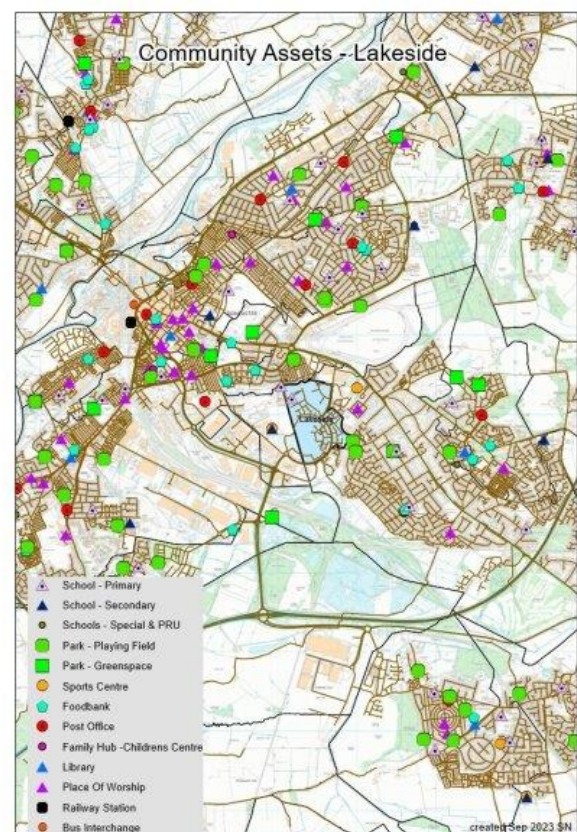 Community Assets - Lakeside
Lakeside
School - Primary
School - Secondary
Schools - Special & PRU
Park - Playing Field
Park - Greenspace
Sports Centre
Foodbank
Post Office
Family Hub -Childrens Centre
Library
Place Of Worship
Railway Station
Bus Interchange
created Sep 2023 SN